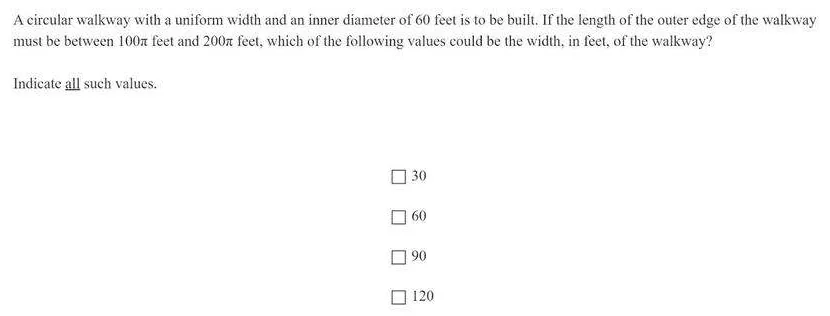 A circular walkway with a uniform width and an inner diameter of 60 feet is to be built. If the length of the outer edge of the walkway
must be between 100π feet and 200π feet, which of the following values could be the width, in feet, of the walkway?
Indicate all such values.
30
60
90
120